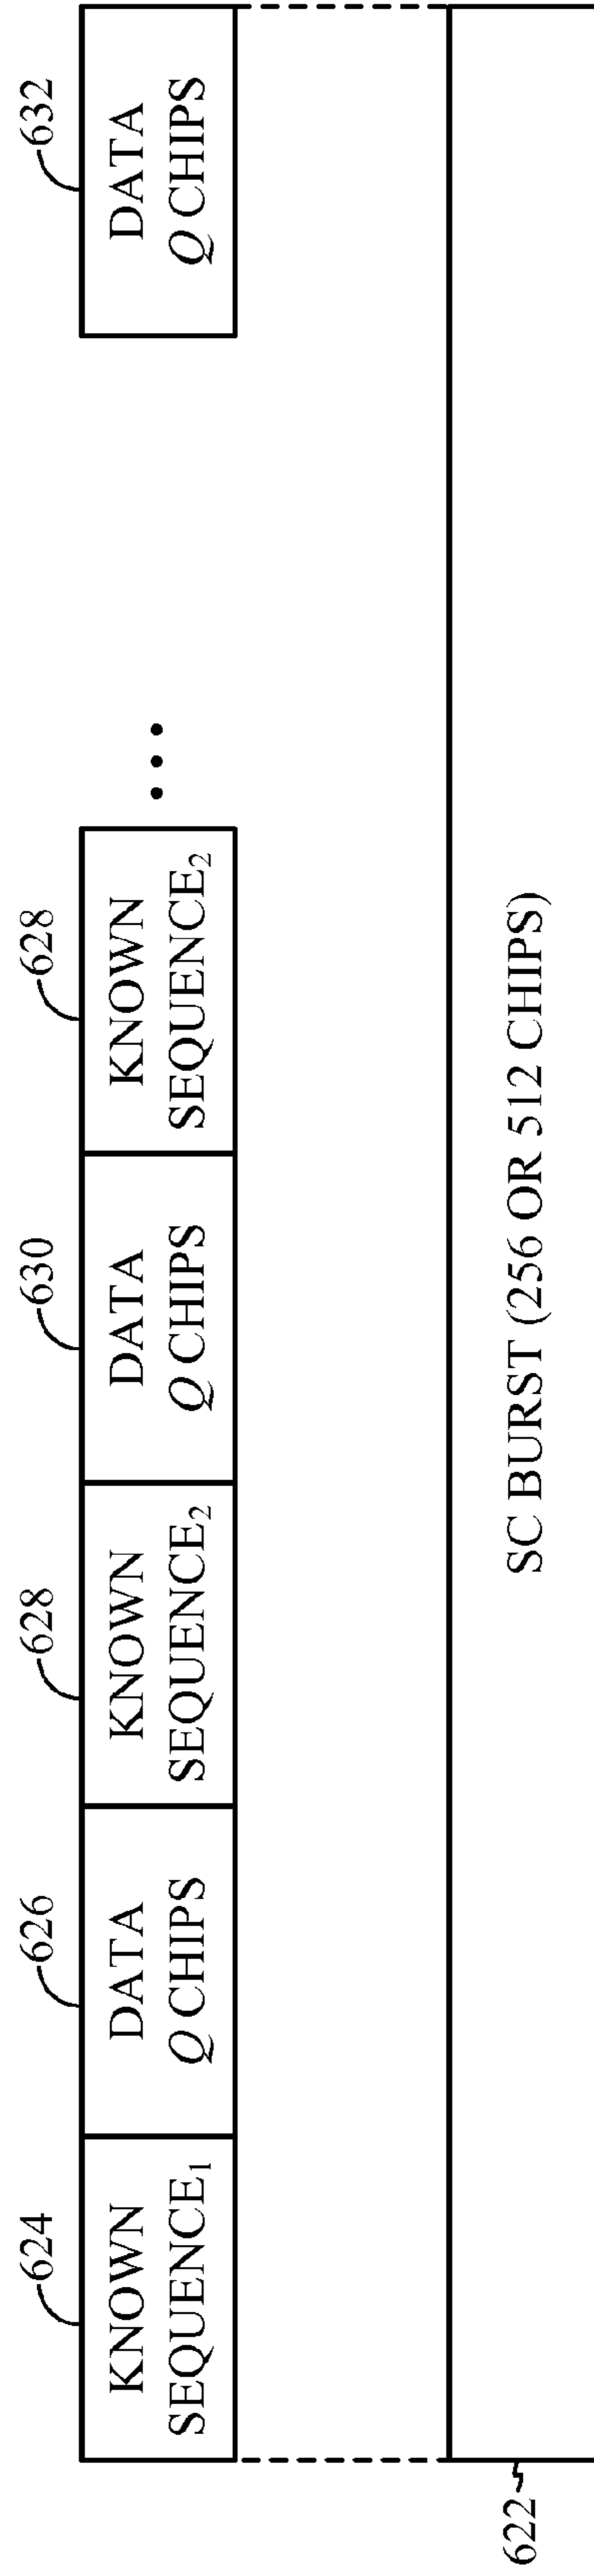 624
626
628
630
628
632
KNOWN
SEQUENCE₁
DATA
Q CHIPS
KNOWN
SEQUENCE₂
DATA
Q CHIPS
KNOWN
SEQUENCE₂
...
DATA
Q CHIPS
622
SC BURST (256 OR 512 CHIPS)